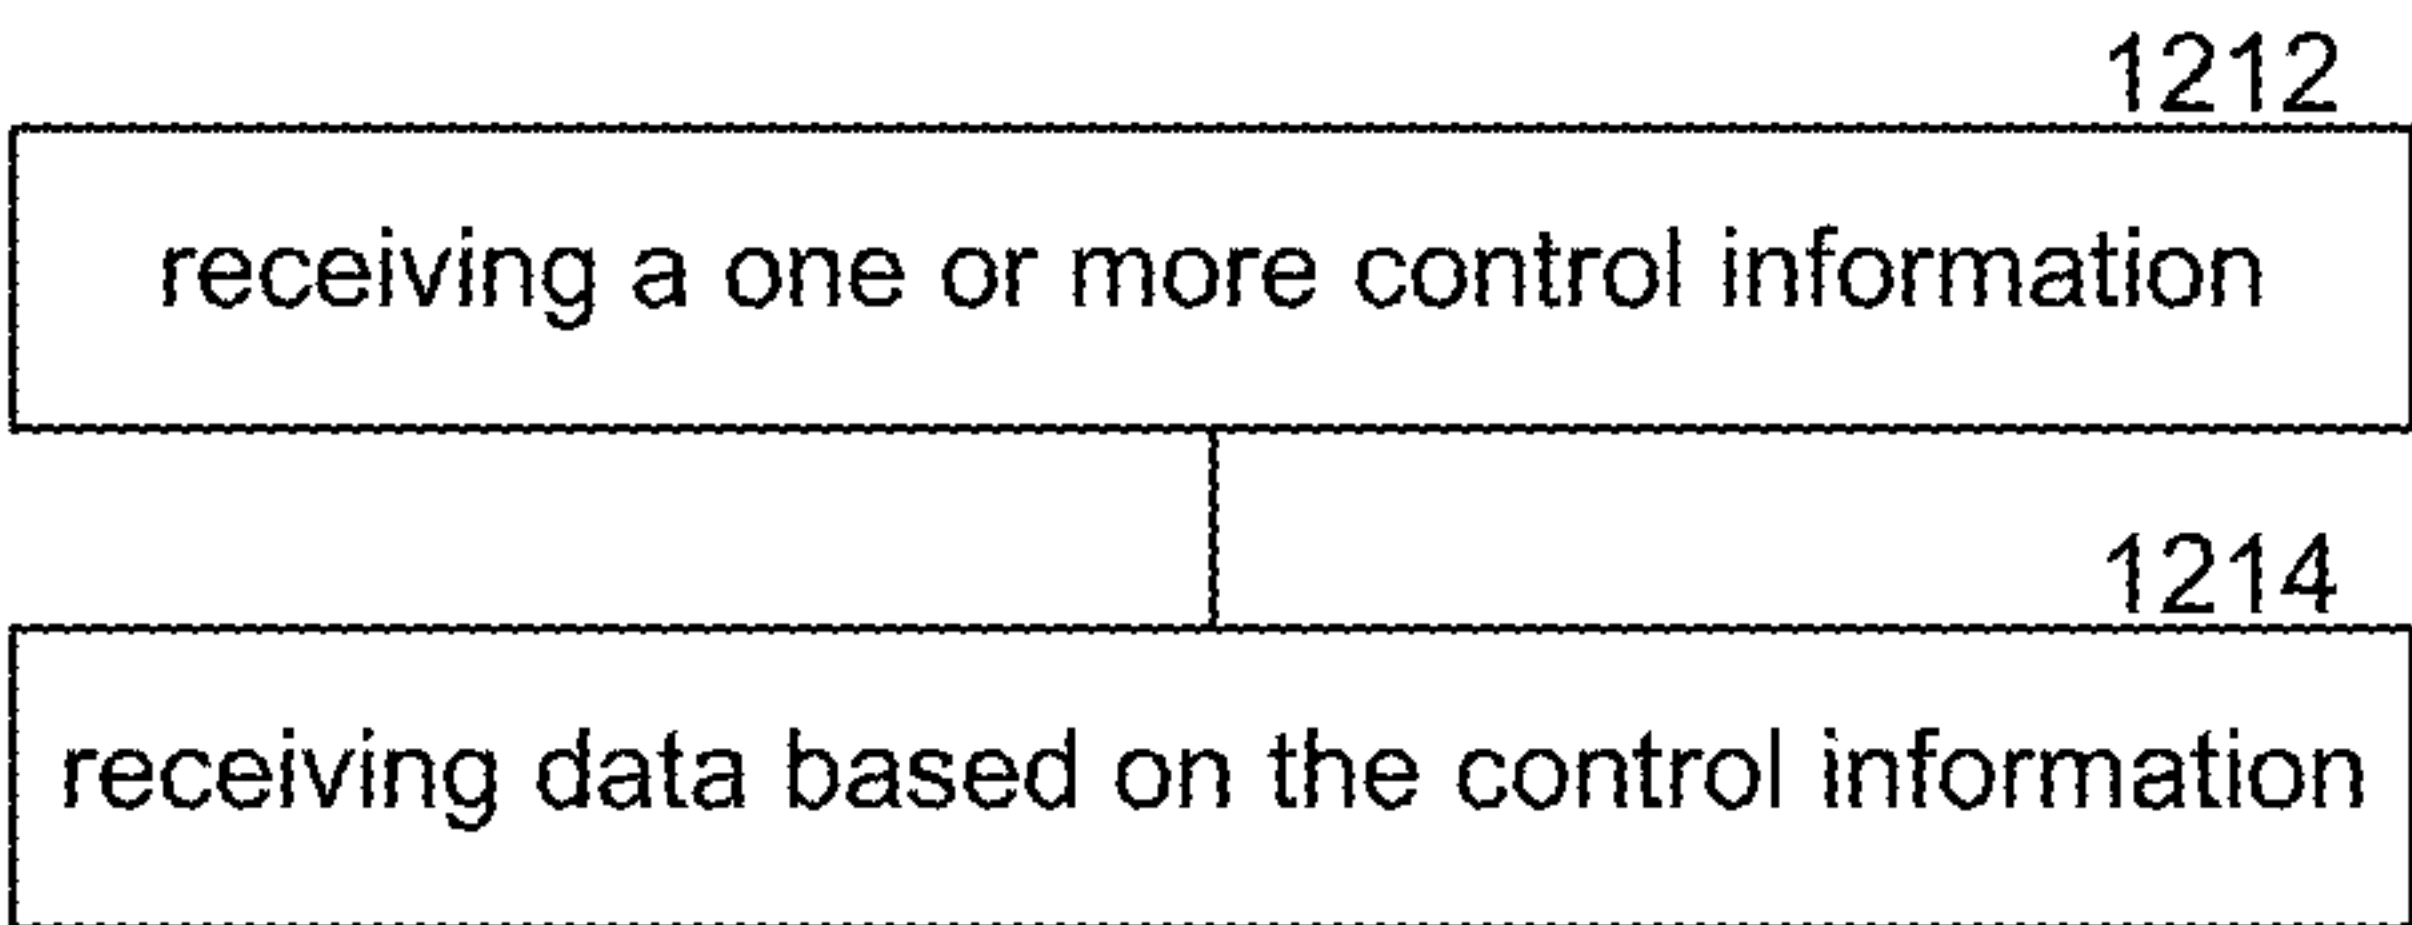 1212
receiving a one or more control information
1214
receiving data based on the control information